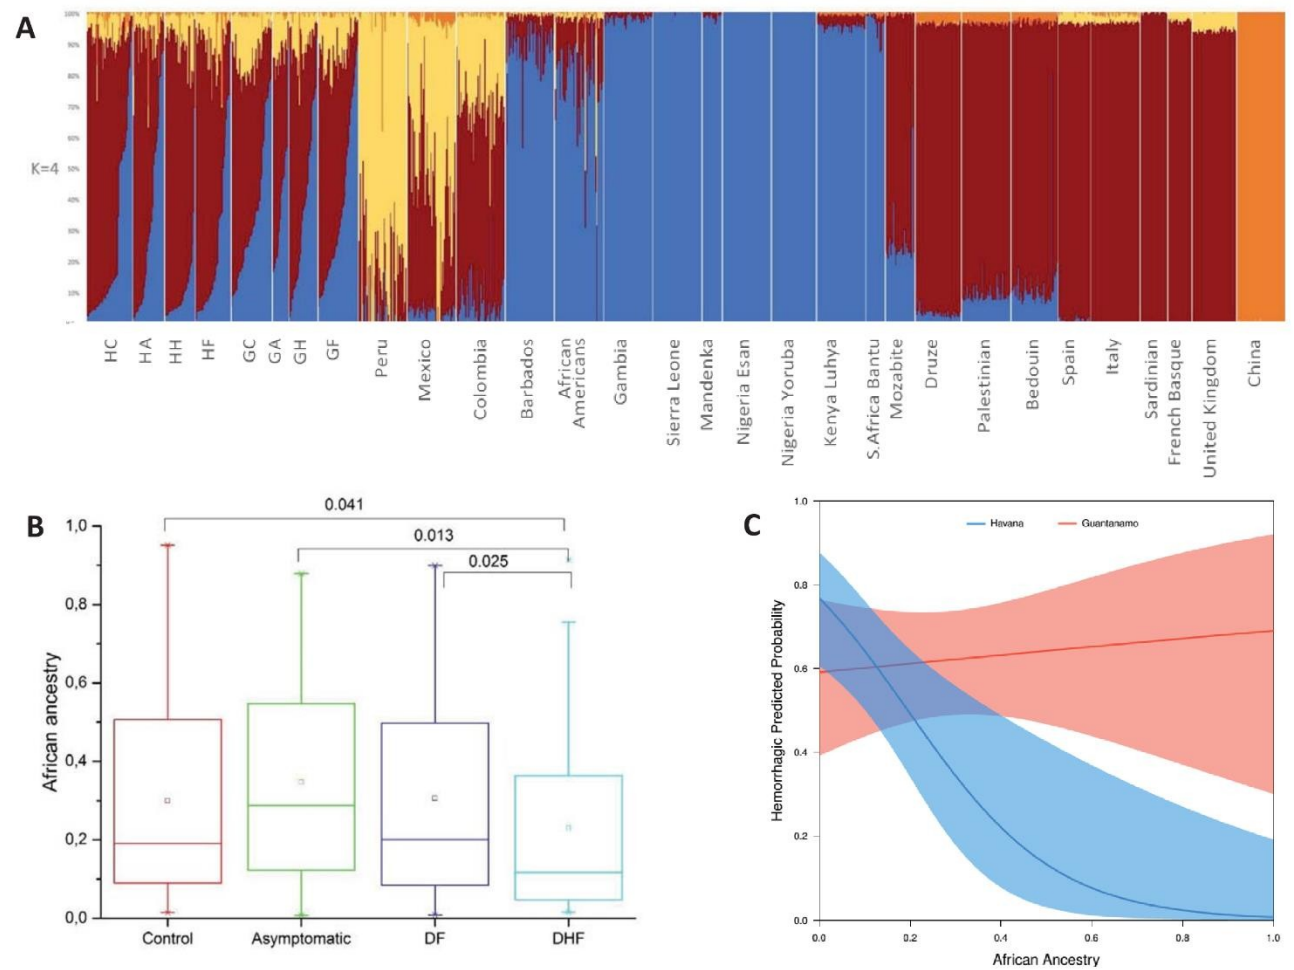 A
100%
90%
80%
70%
60%
K=4
50%
40%
30%
20%
10%
HC
HA
HH
HF
GC
GA
GH
GF
Peru
Mexico
Colombia
Barbados
African
Americans
Gambia
Sierra Leone
Mandenka
Nigeria Esan
Nigeria Yoruba
Kenya Luhya
S.Africa Bantu
Mozabite
Druze
Palestinian
Bedouin
Spain
Italy
Sardinian
French Basque
United Kingdom
China
B
0.041
0.013
0.025
1,0
0,8
0,6
0,4
0,2
0,0
African ancestry
Control
Asymptomatic
DF
DHF
C
Havana
Guantanamo
1.0
0.8
0.6
0.4
0.2
0.0
Hemorrhagic Predicted Probability
0.0
0.2
0.4
0.6
0.8
1.0
African Ancestry